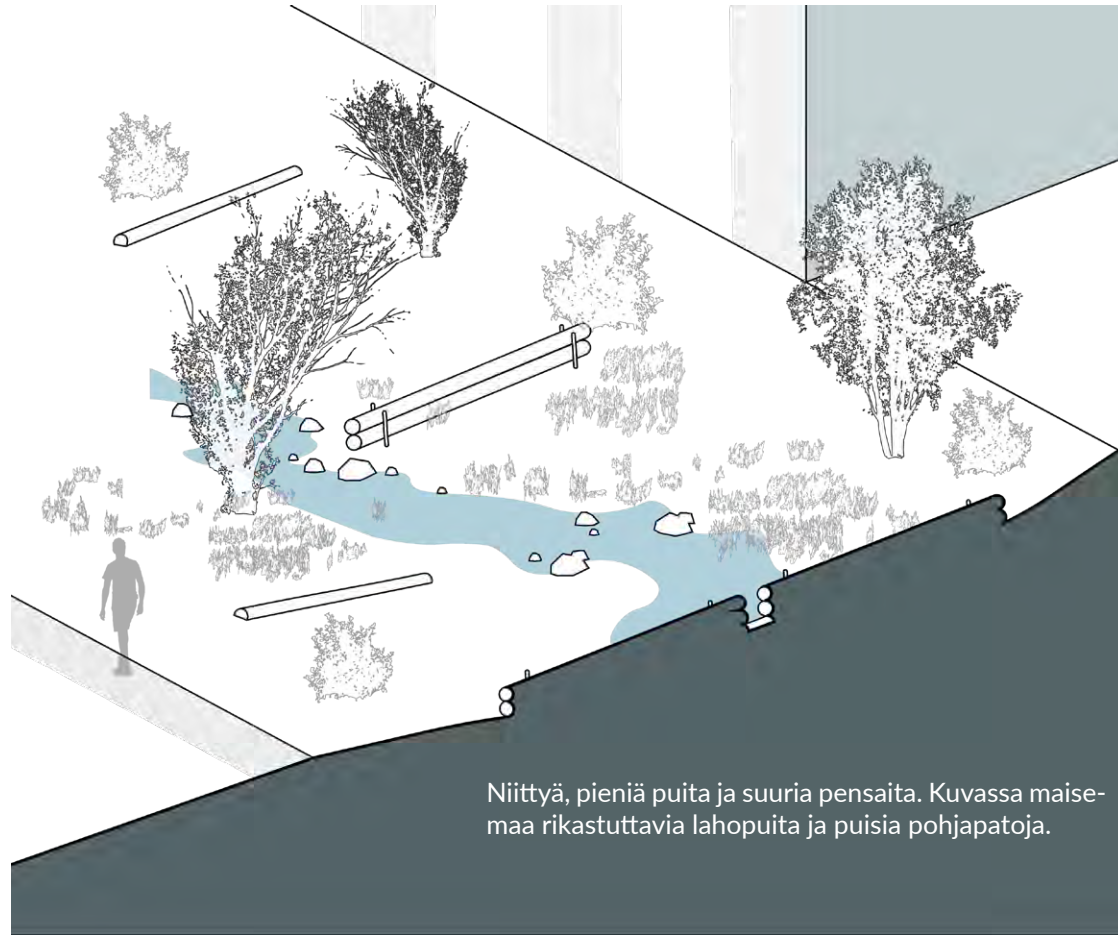 Niittyä, pieniä puita ja suuria pensaita. Kuvassa maise-
maa rikastuttavia lahopuita ja puisia pohjapatoja.